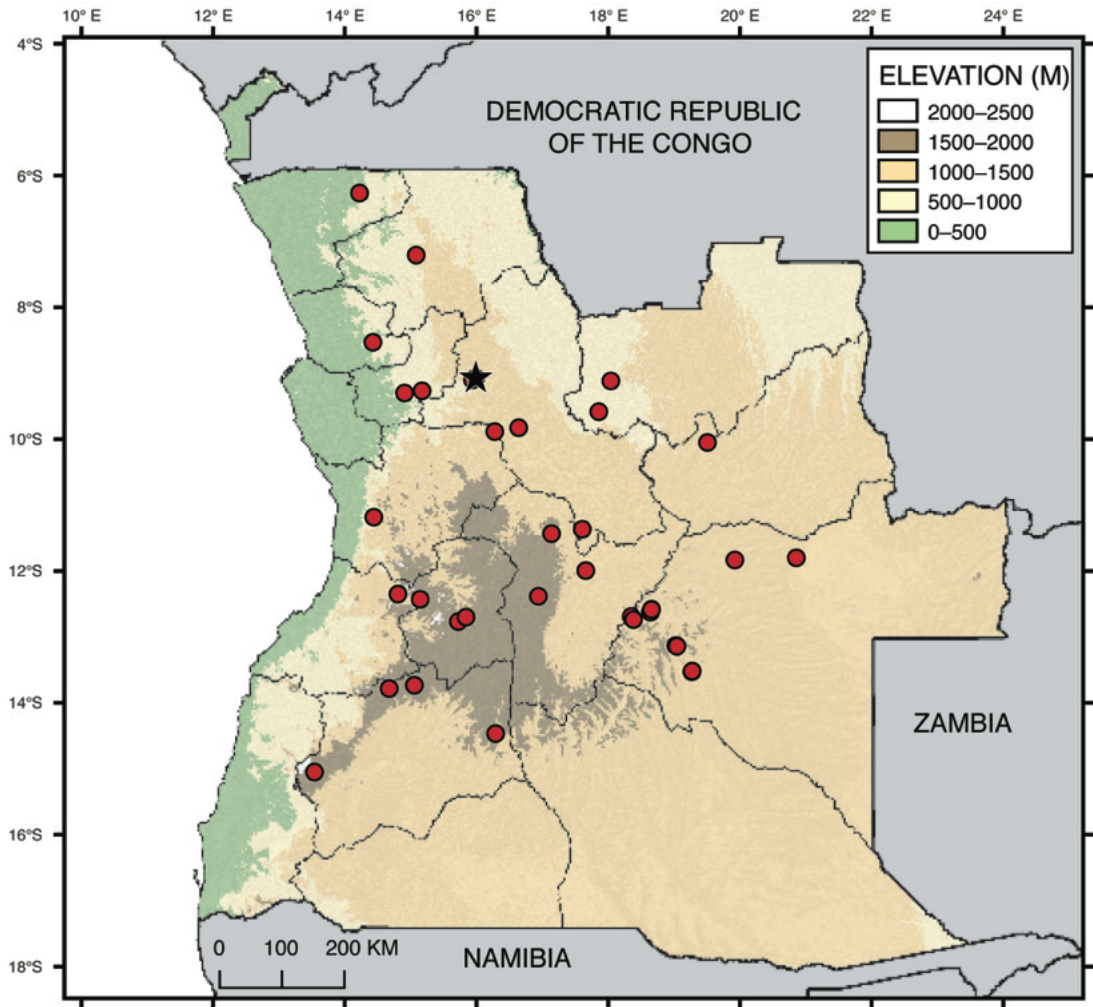 10° E 12° E 14° E 16° E 18° E 20° E 22° E 24° E
4°S
ELEVATION (M)
2000–2500
1500–2000
1000–1500
500–1000
0–500
DEMOCRATIC REPUBLIC
OF THE CONGO
6°S
8°S
10°S
12°S
14°S
ZAMBIA
16°S
0 100 200 KM
NAMIBIA
18°S